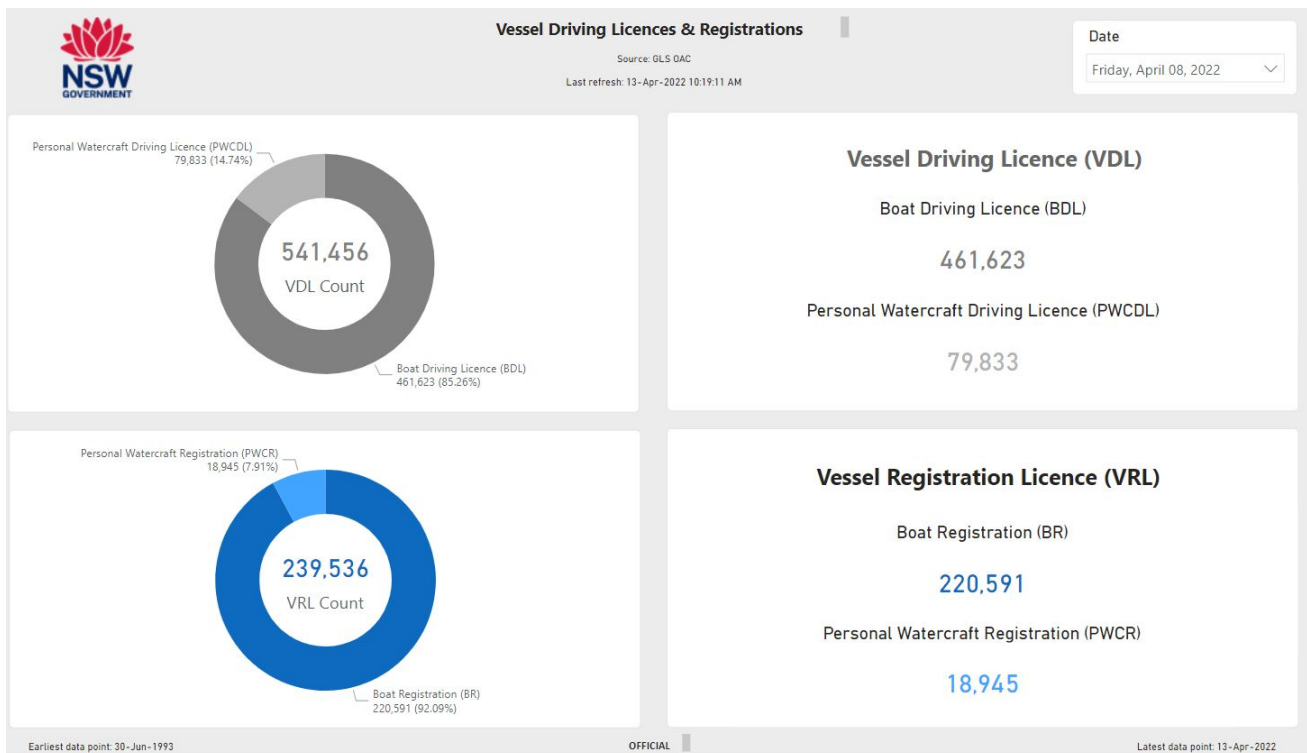 NSW
GOVERNMENT
Vessel Driving Licences & Registrations
Source: GLS OAC
Last refresh: 13-Apr-2022 10:19:11 AM
Date
Friday, April 08, 2022
Personal Watercraft Driving Licence (PWCDL)
79,833 (14.74%)
541,456
VDL Count
Boat Driving Licence (BDL)
461,623 (85.26%)
Vessel Driving Licence (VDL)
Boat Driving Licence (BDL)
461,623
Personal Watercraft Driving Licence (PWCDL)
79,833
Personal Watercraft Registration (PWCR)
18,945 (7.91%)
239,536
VRL Count
Boat Registration (BR)
220,591 (92.09%)
Vessel Registration Licence (VRL)
Boat Registration (BR)
220,591
Personal Watercraft Registration (PWCR)
18,945
Earliest data point: 30-Jun-1993
OFFICIAL
Latest data point: 13-Apr-2022